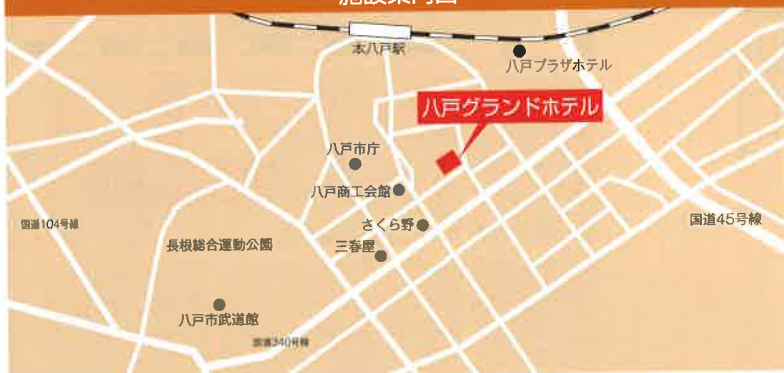 本八戸駅
八戸プラザホテル
八戸グランドホテル
八戸市庁
八戸商工会館
さくら野
三春屋
国道104号線
長根総合運動公園
国道45号線
八戸市武道館
国道340号線